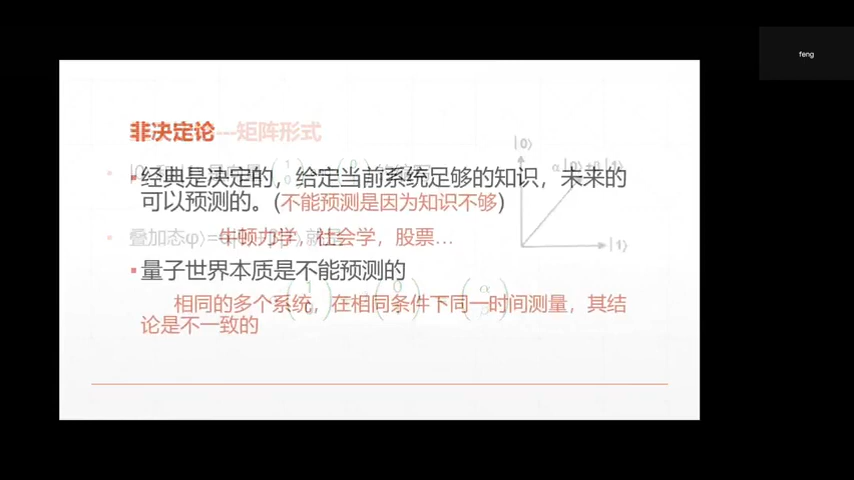 feng
非决定论---矩阵形式
经典是决定的，给定当前系统足够的知识，未来的
可以预测的。(不能预测是因为知识不够)
牛顿力学，社会学，股票...
量子世界本质是不能预测的
相同的多个系统，在相同条件下同一时间测量，其结
论是不一致的
叠加态φ⟩=
|0⟩
α|0⟩+
|1⟩
|1⟩